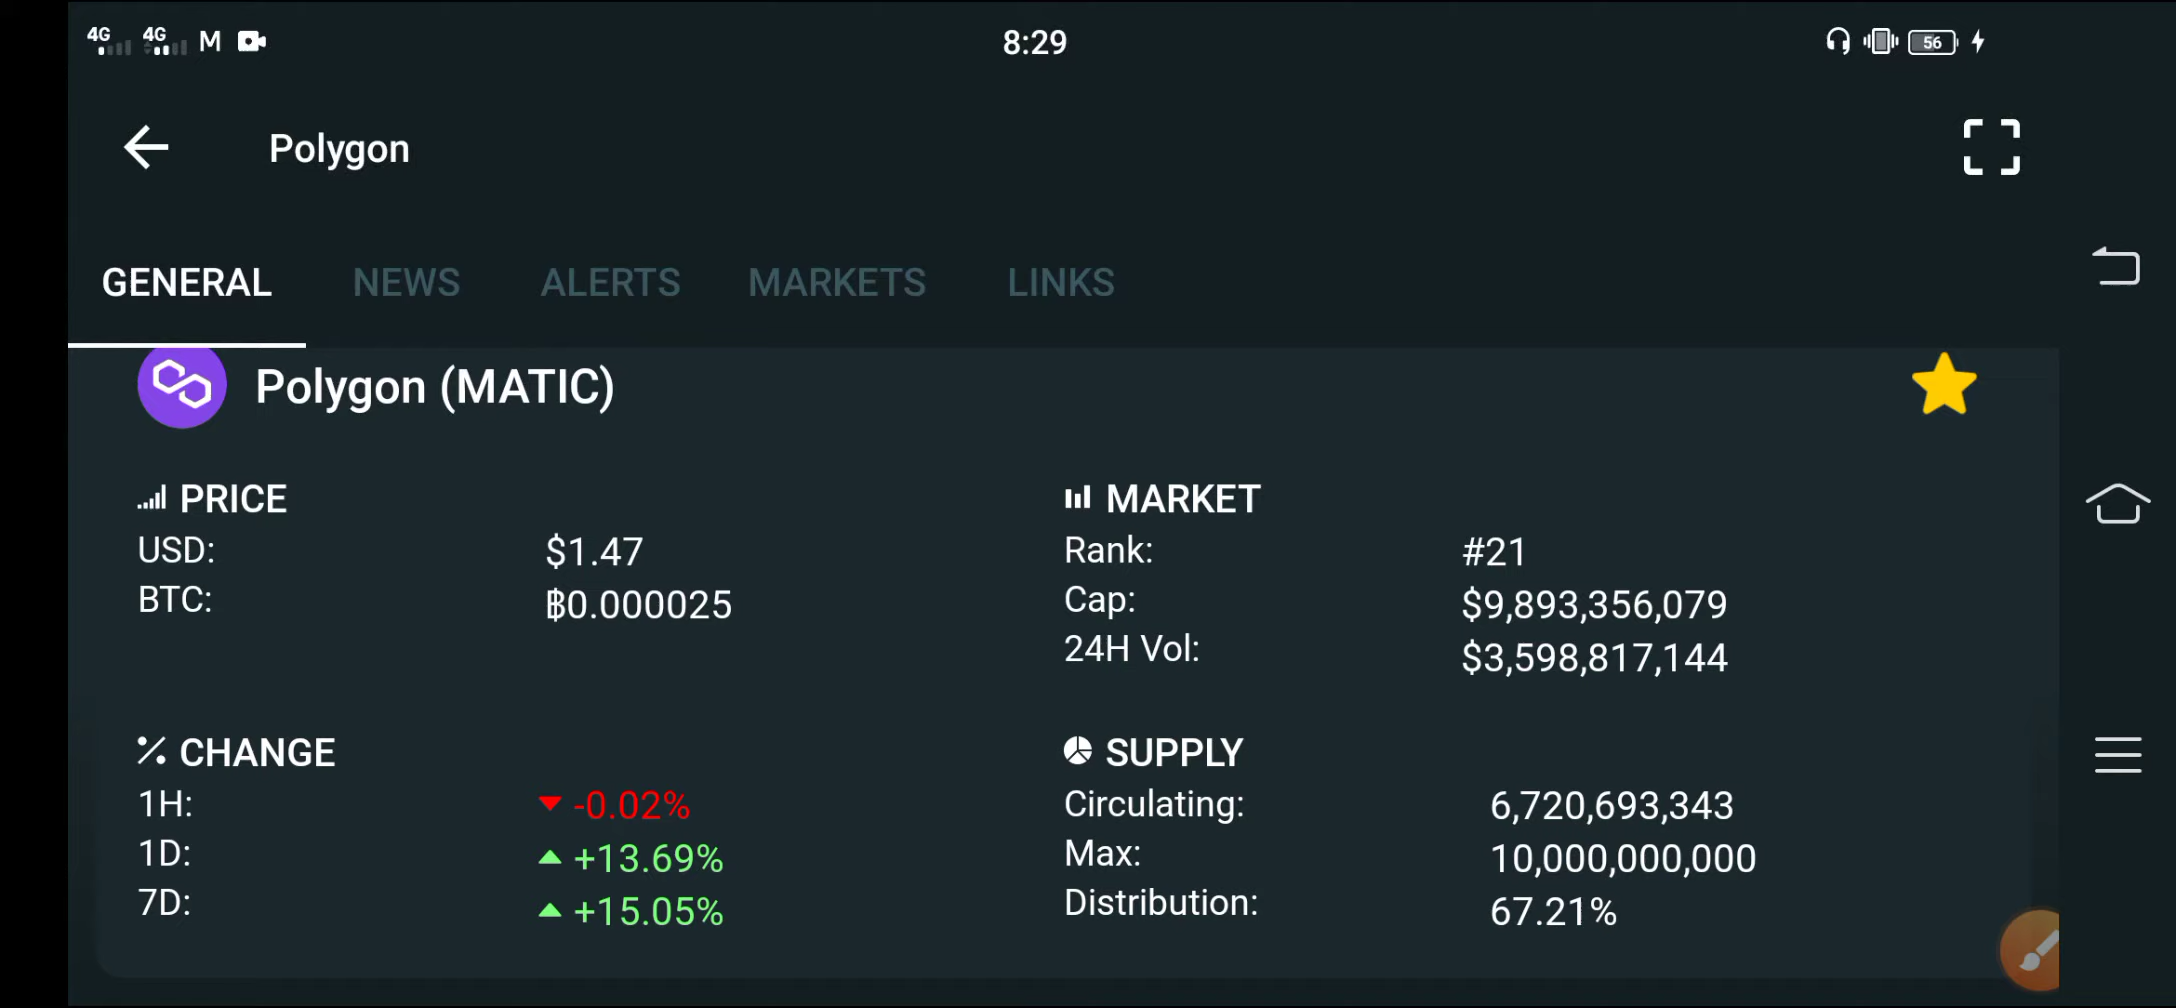 4G 4G M 8:29 56
Polygon
GENERAL NEWS ALERTS MARKETS LINKS
Polygon (MATIC)
PRICE
USD: $1.47
BTC: ฿0.000025
MARKET
Rank: #21
Cap: $9,893,356,079
24H Vol: $3,598,817,144
CHANGE
1H: -0.02%
1D: +13.69%
7D: +15.05%
SUPPLY
Circulating: 6,720,693,343
Max: 10,000,000,000
Distribution: 67.21%